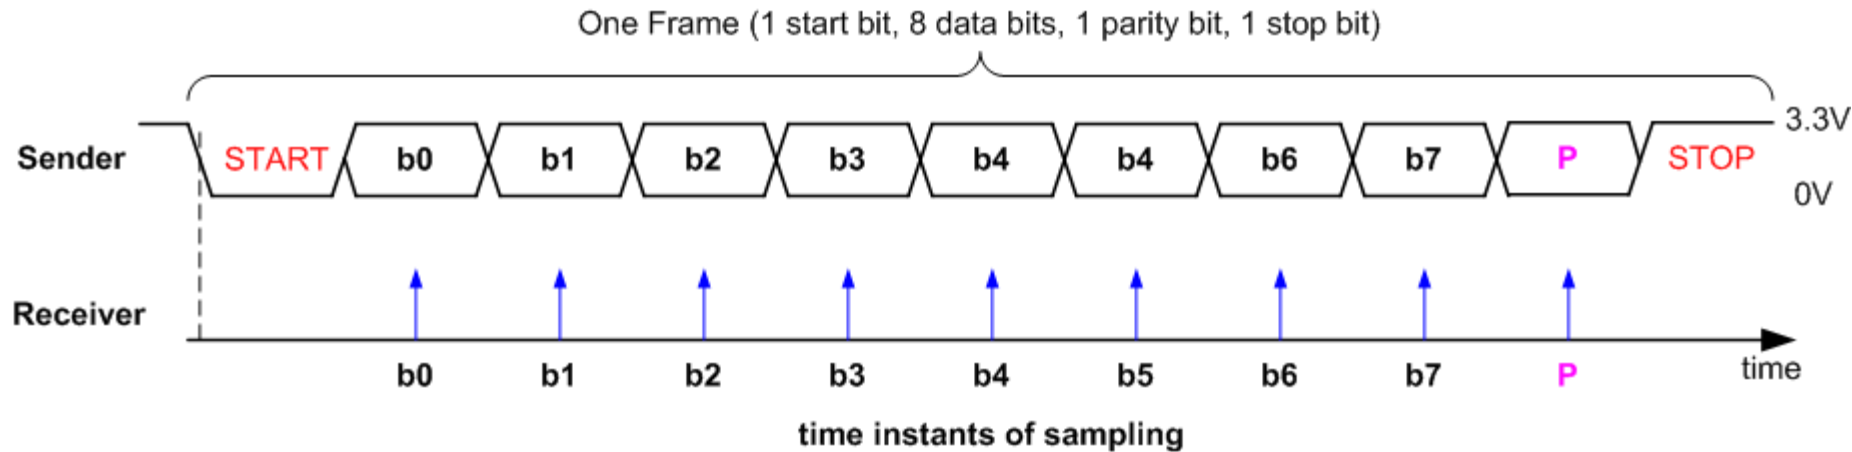 One Frame (1 start bit, 8 data bits, 1 parity bit, 1 stop bit)
3.3V
Sender START b0 b1 b2 b3 b4 b4 b6 b7 P STOP
0V
Receiver
b0 b1 b2 b3 b4 b5 b6 b7 P time
time instants of sampling